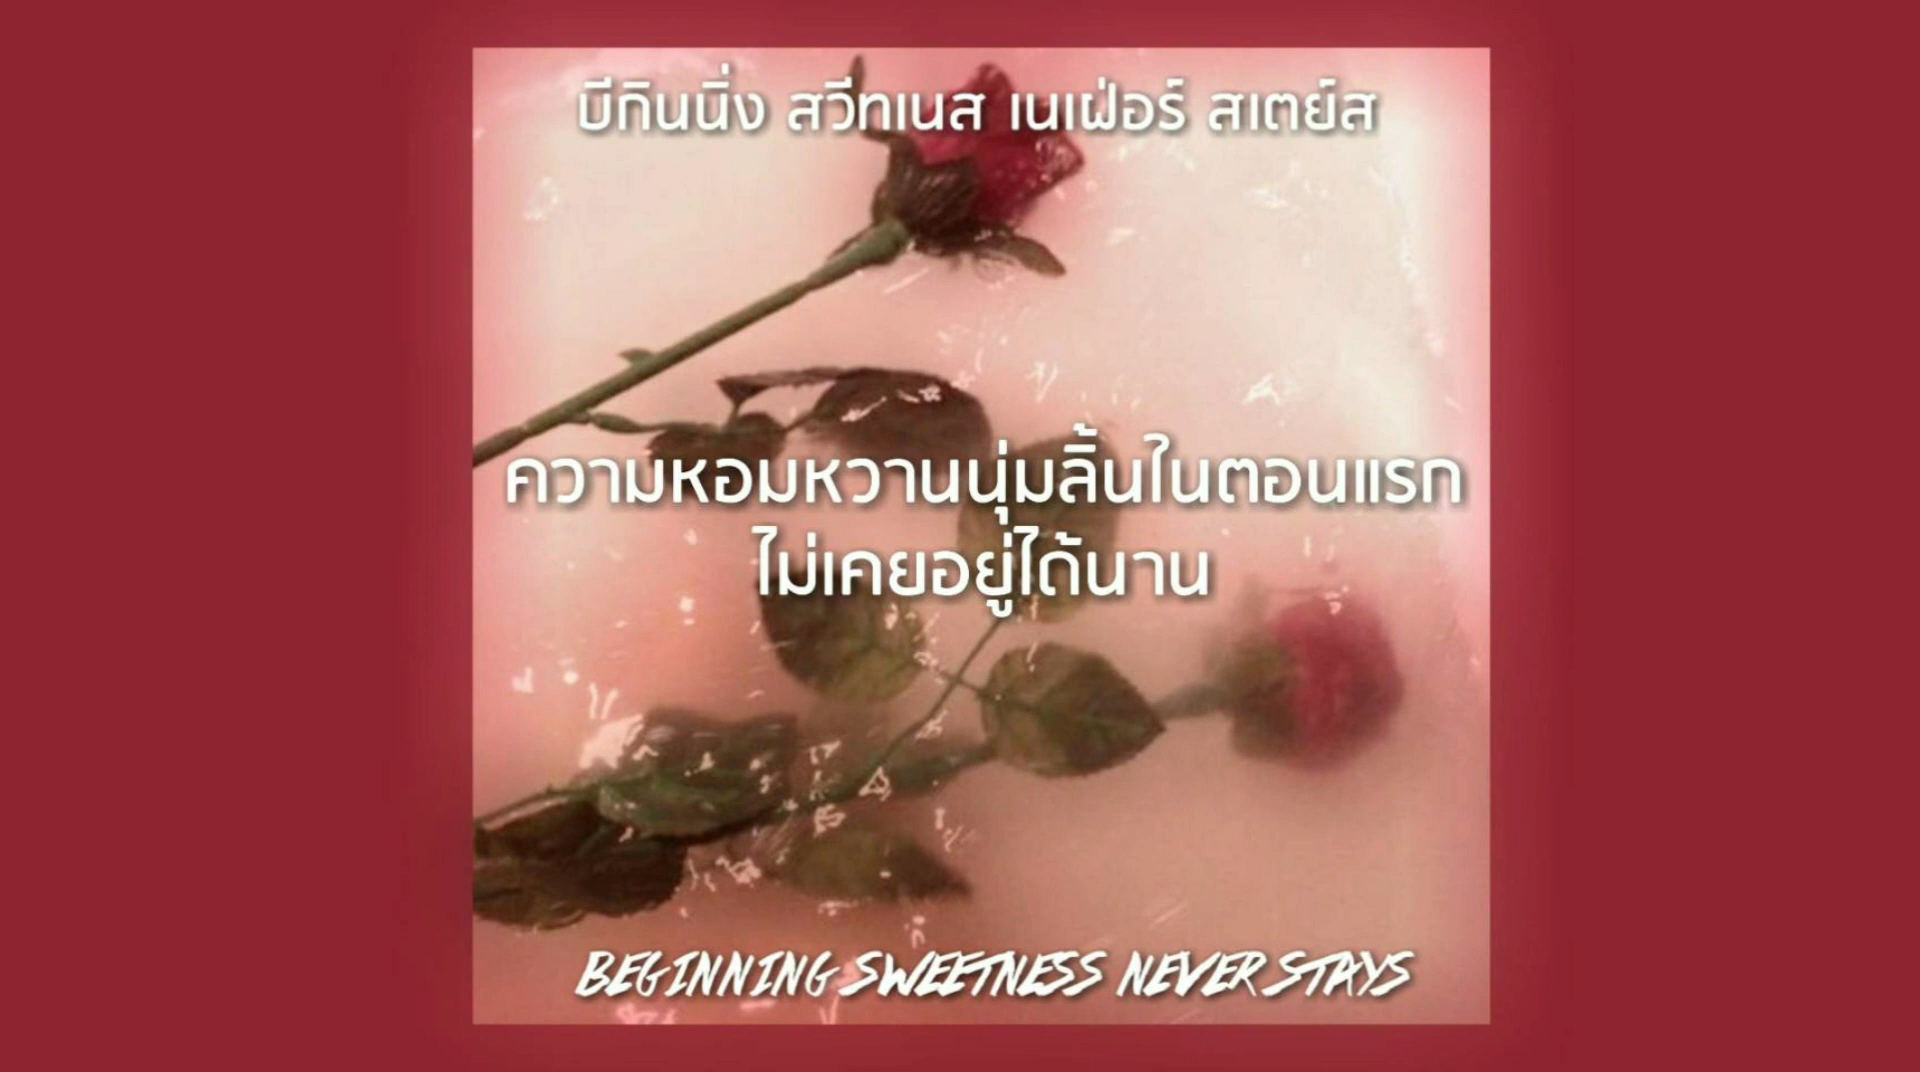 บีกินนิ่ง สวีทเนส เนเฝ่อร์ สเตย์ส
ความหอมหวานนุ่มลิ้นในตอนแรก
ไม่เคยอยู่ได้นาน
BEGINNING SWEETNESS NEVER STAYS